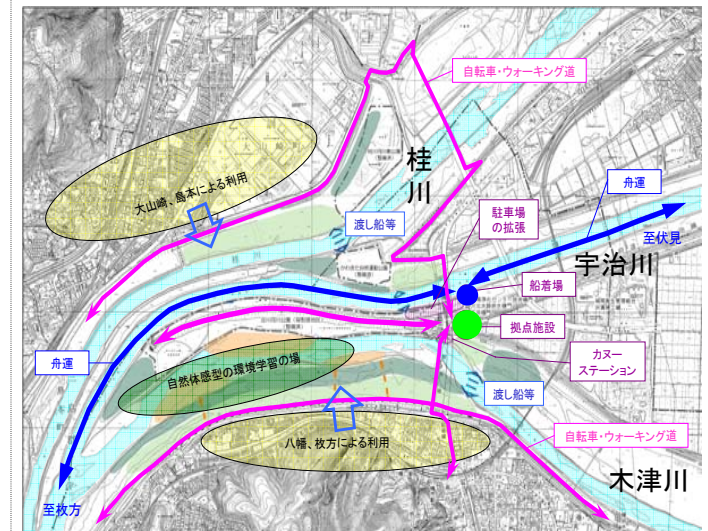 自転車・ウォーキング道
桂川
大山崎、島本による利用
駐車場
の拡張
舟運
渡し船等
至伏見
宇治川
桂川
船着場
拠点施設
舟運
自然体感型の環境学習の場
カヌー
ステーション
渡し船等
八幡、枚方による利用
自転車・ウォーキング道
木津川
至枚方